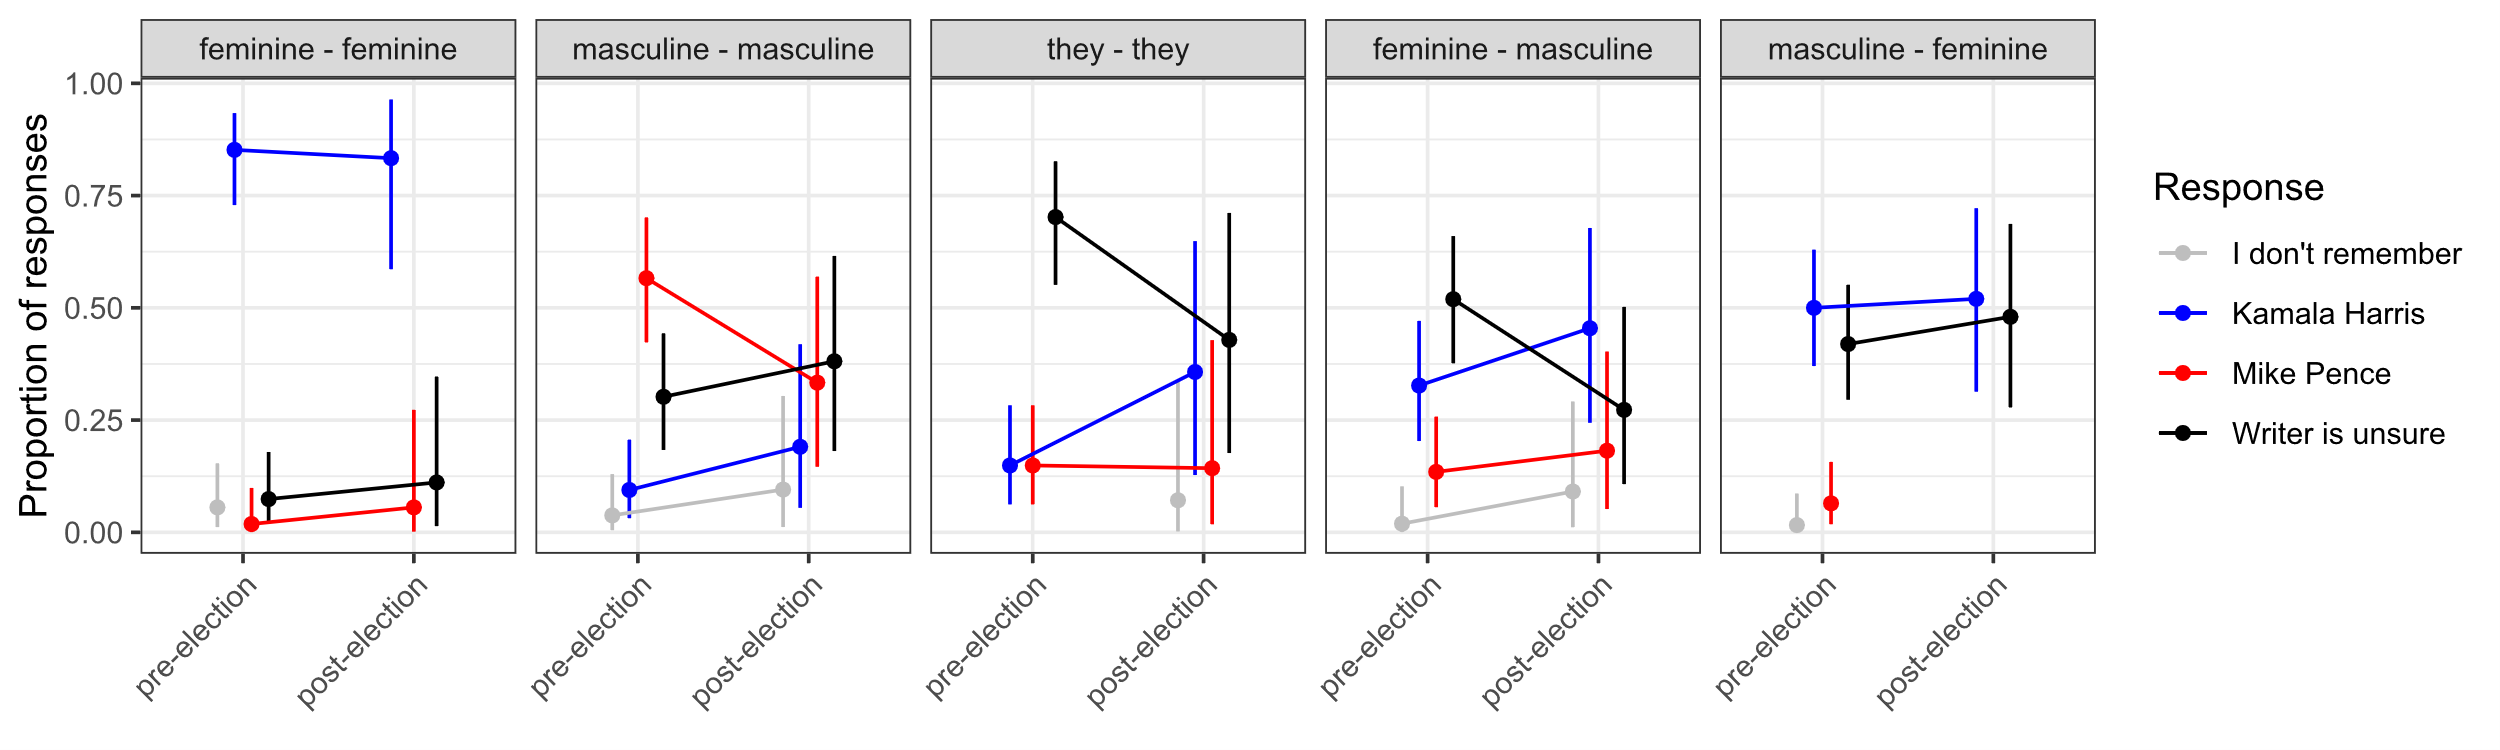 feminine - feminine
masculine - masculine
they - they
feminine - masculine
masculine - feminine
Proportion of responses
1.00
0.75
0.50
0.25
0.00
pre-election
post-election
pre-election
post-election
pre-election
post-election
pre-election
post-election
pre-election
post-election
Response
I don't remember
Kamala Harris
Mike Pence
Writer is unsure